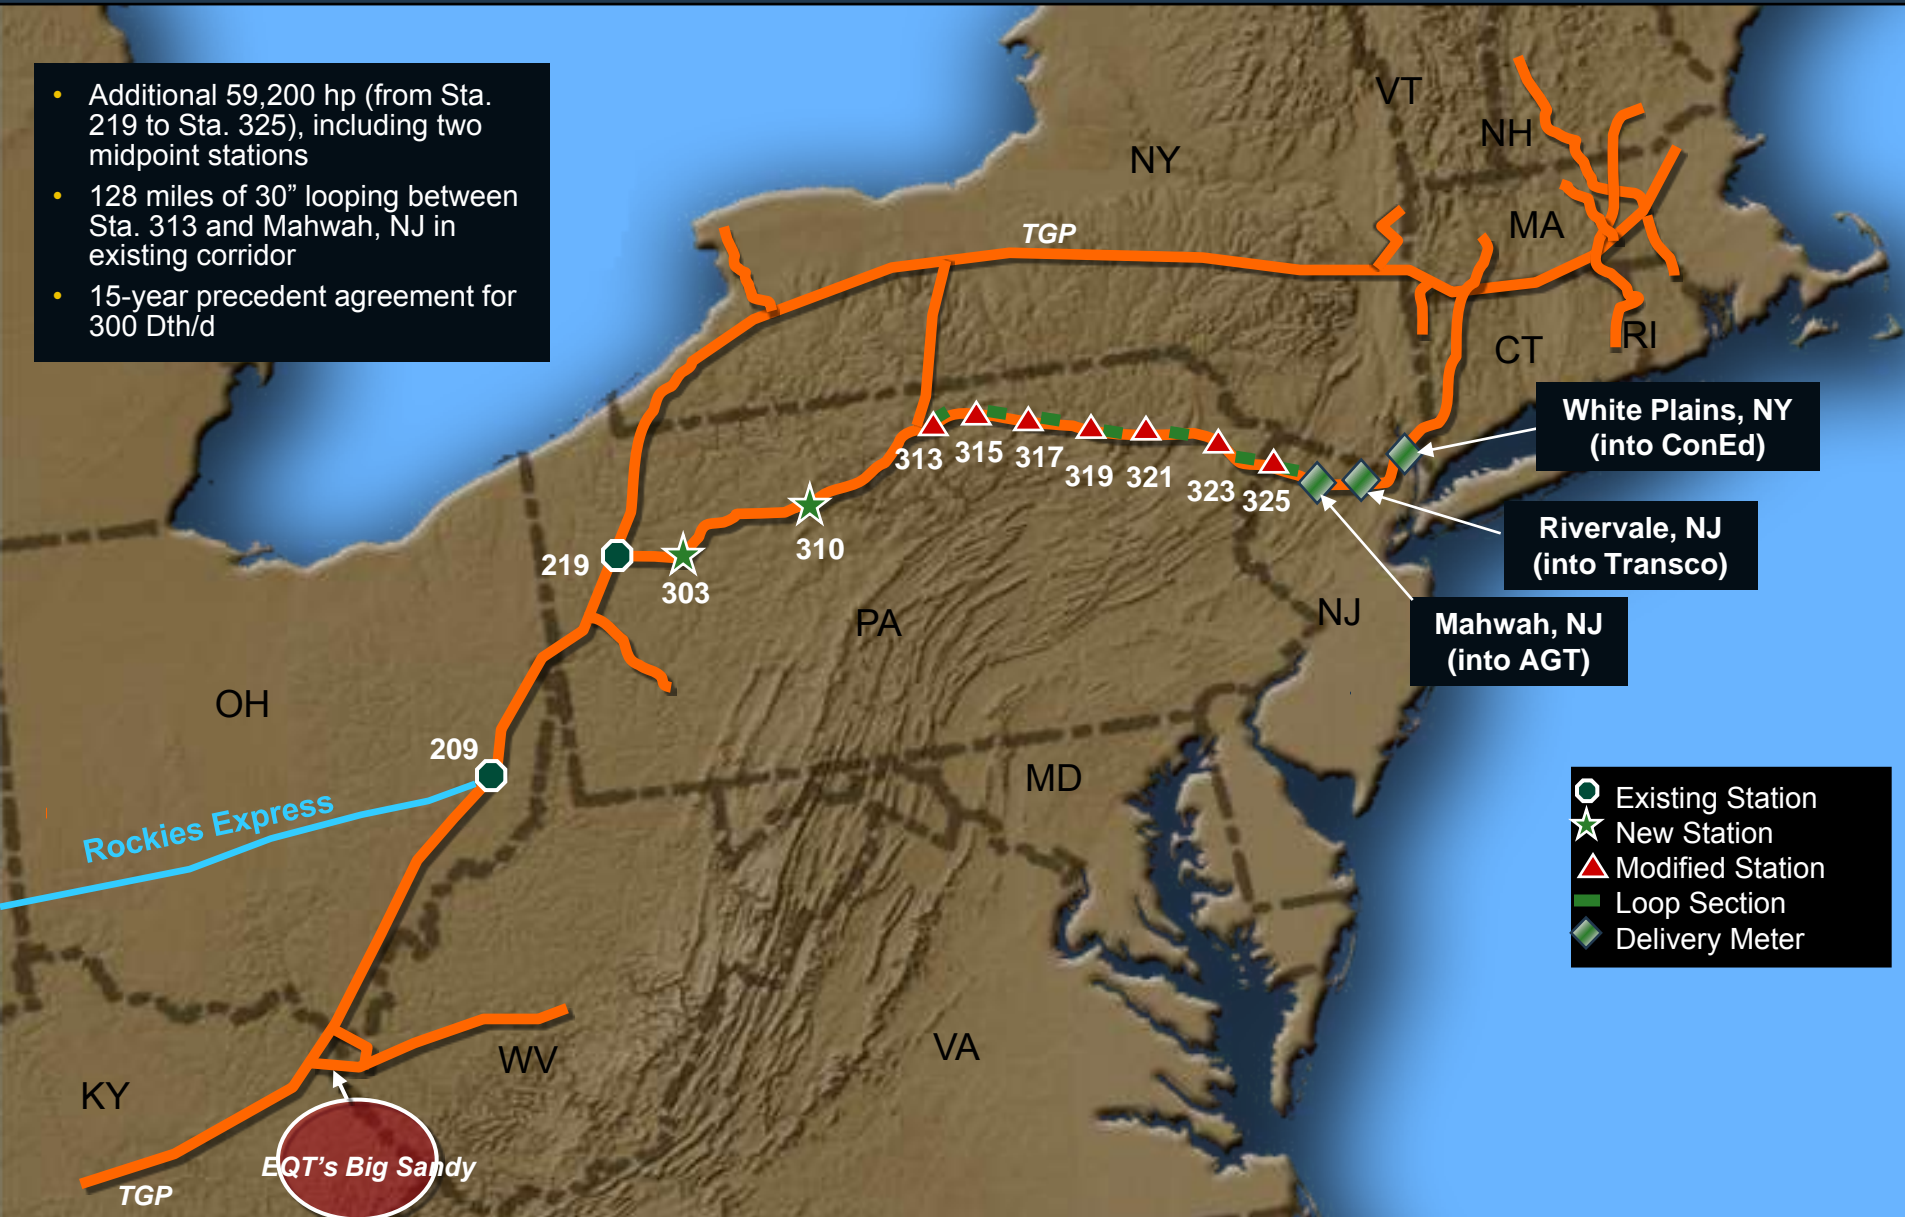 • Additional 59,200 hp (from Sta.
219 to Sta. 325), including two
midpoint stations
• 128 miles of 30” looping between
Sta. 313 and Mahwah, NJ in
existing corridor
• 15-year precedent agreement for
300 Dth/d
VT
NH
NY
MA
TGP
CT
RI
White Plains, NY
(into ConEd)
313
315
317
319
321
323
325
Rivervale, NJ
(into Transco)
310
219
303
PA
NJ
Mahwah, NJ
(into AGT)
OH
209
MD
Rockies Express
Existing Station
New Station
Modified Station
Loop Section
Delivery Meter
VA
WV
KY
EQT’s Big Sandy
TGP